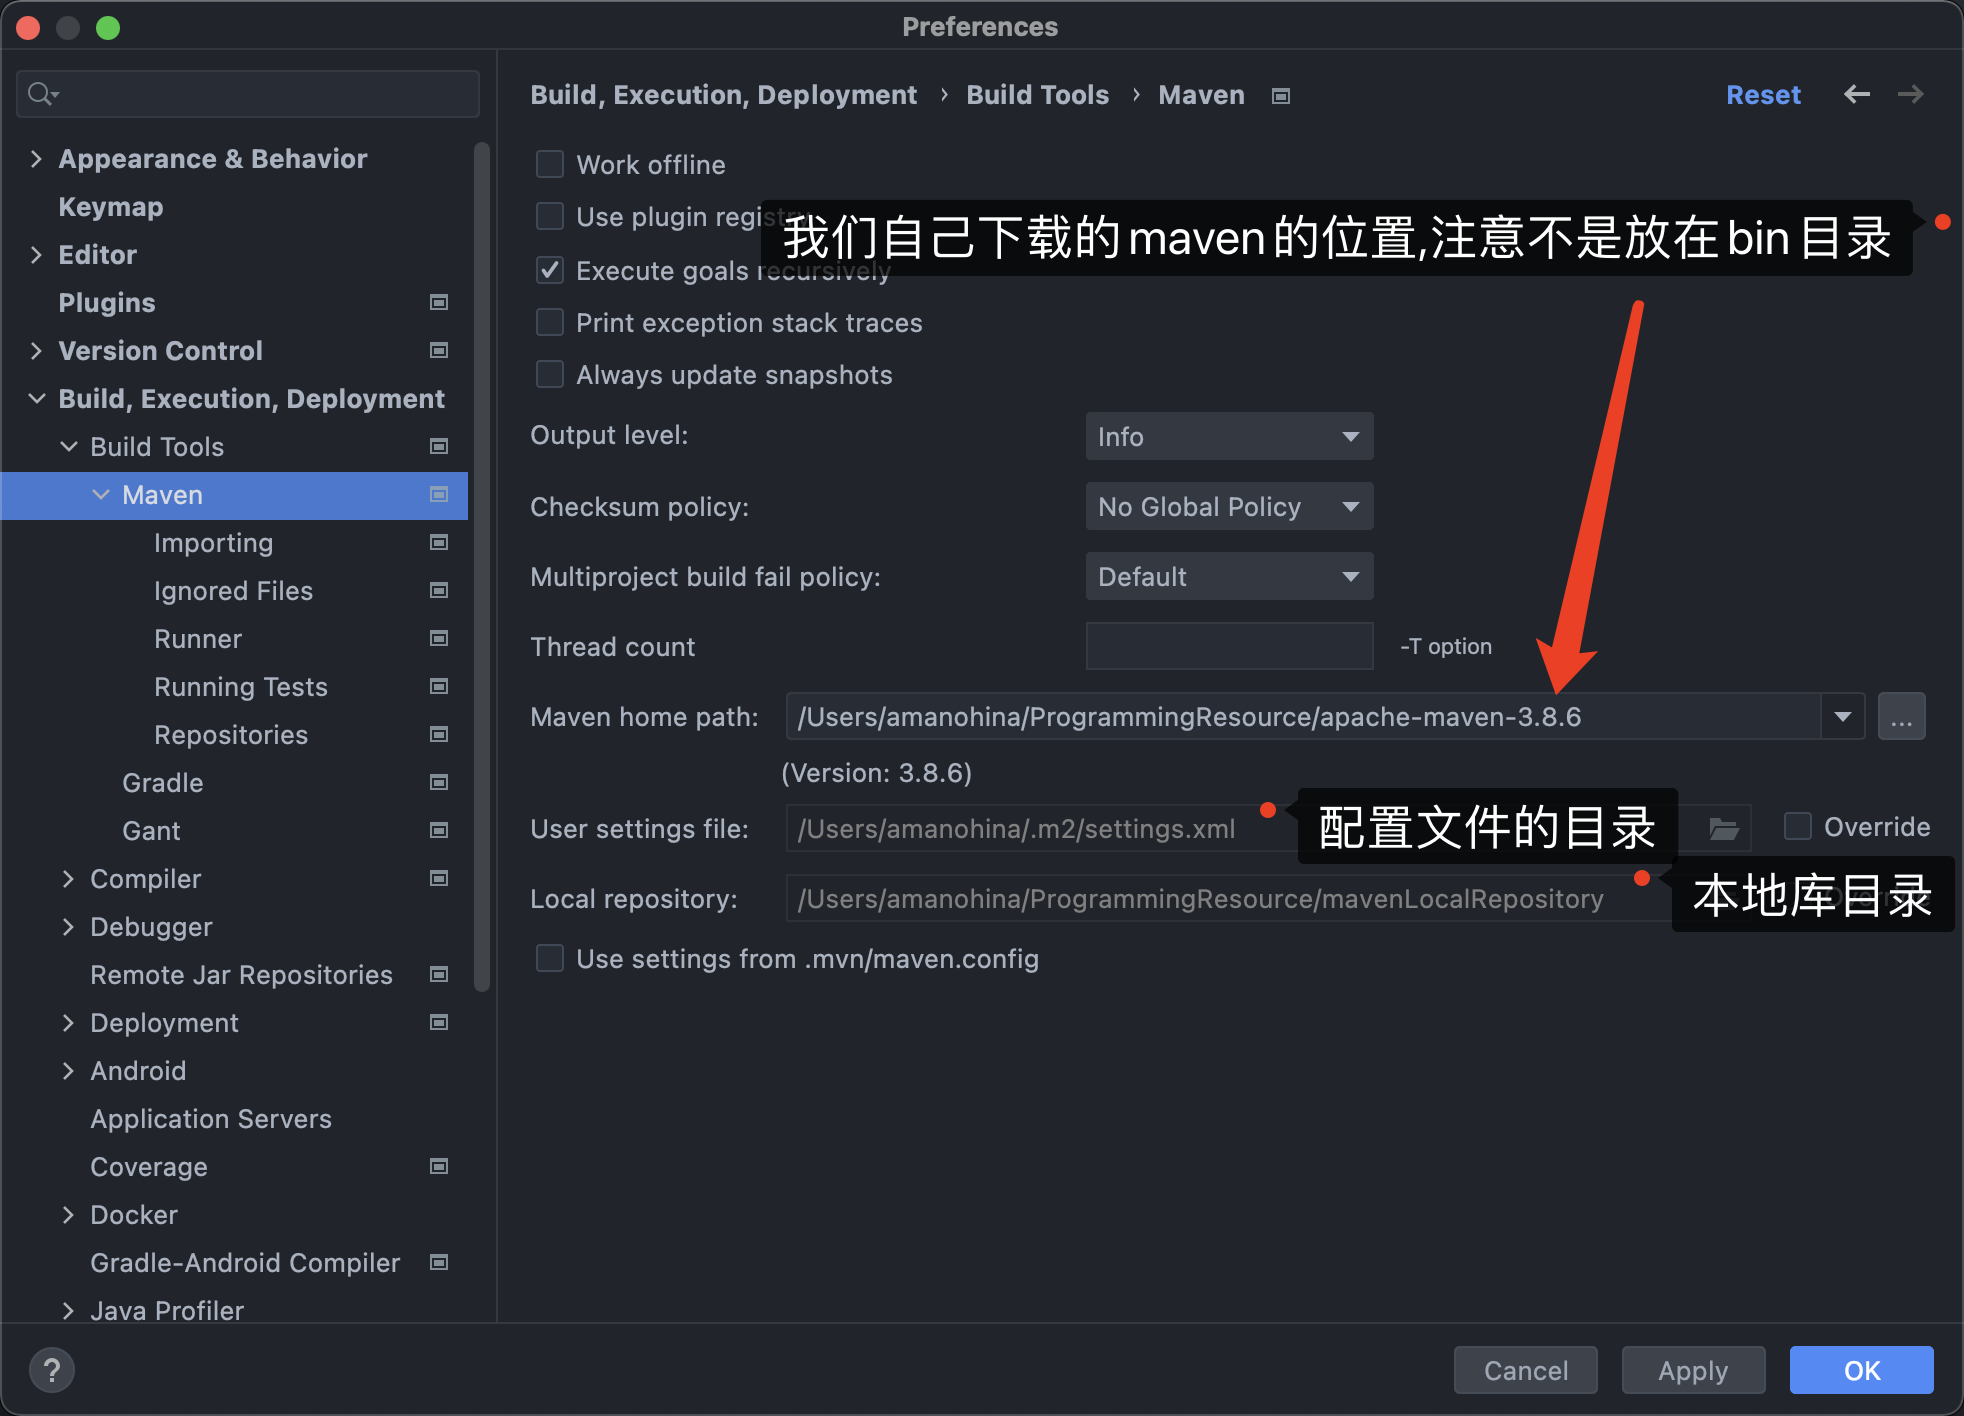 Preferences
Appearance & Behavior
Keymap
Editor
Plugins
Version Control
Build, Execution, Deployment
Build Tools
Maven
Importing
Ignored Files
Runner
Running Tests
Repositories
Gradle
Gant
Compiler
Debugger
Remote Jar Repositories
Deployment
Android
Application Servers
Coverage
Docker
Gradle-Android Compiler
Java Profiler
Build, Execution, Deployment › Build Tools › Maven
Reset
Work offline
Use plugin registry
我们自己下载的maven的位置,注意不是放在bin目录
Execute goals recursively
Print exception stack traces
Always update snapshots
Output level: Info
Checksum policy: No Global Policy
Multiproject build fail policy: Default
Thread count -T option
Maven home path: /Users/amanohina/ProgrammingResource/apache-maven-3.8.6 ...
(Version: 3.8.6)
User settings file: /Users/amanohina/.m2/settings.xml 配置文件的目录 Override
Local repository: /Users/amanohina/ProgrammingResource/mavenLocalRepository 本地库目录
Use settings from .mvn/maven.config
? Cancel Apply OK